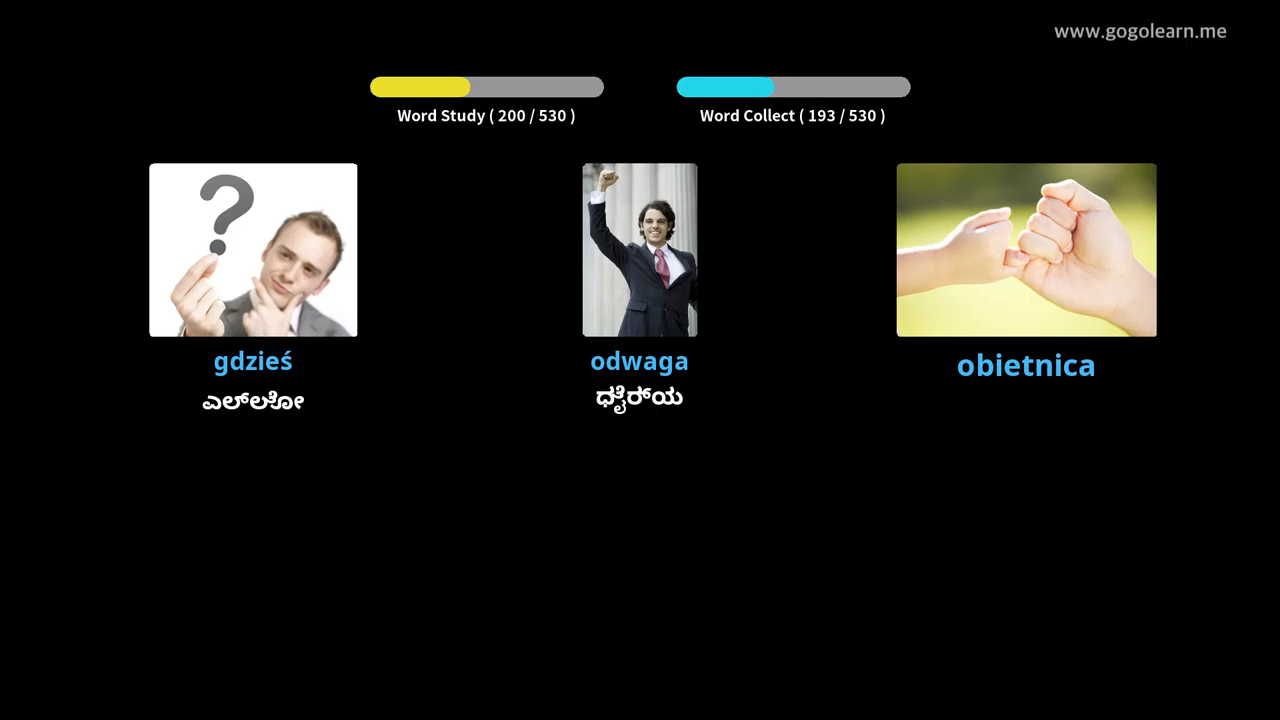 www.gogolearn.me
Word Study ( 200 / 530 )
Word Collect ( 193 / 530 )
gdzieś
odwaga
obietnica
ಎಲ್ಲೋ
ಧೈರ್ಯ